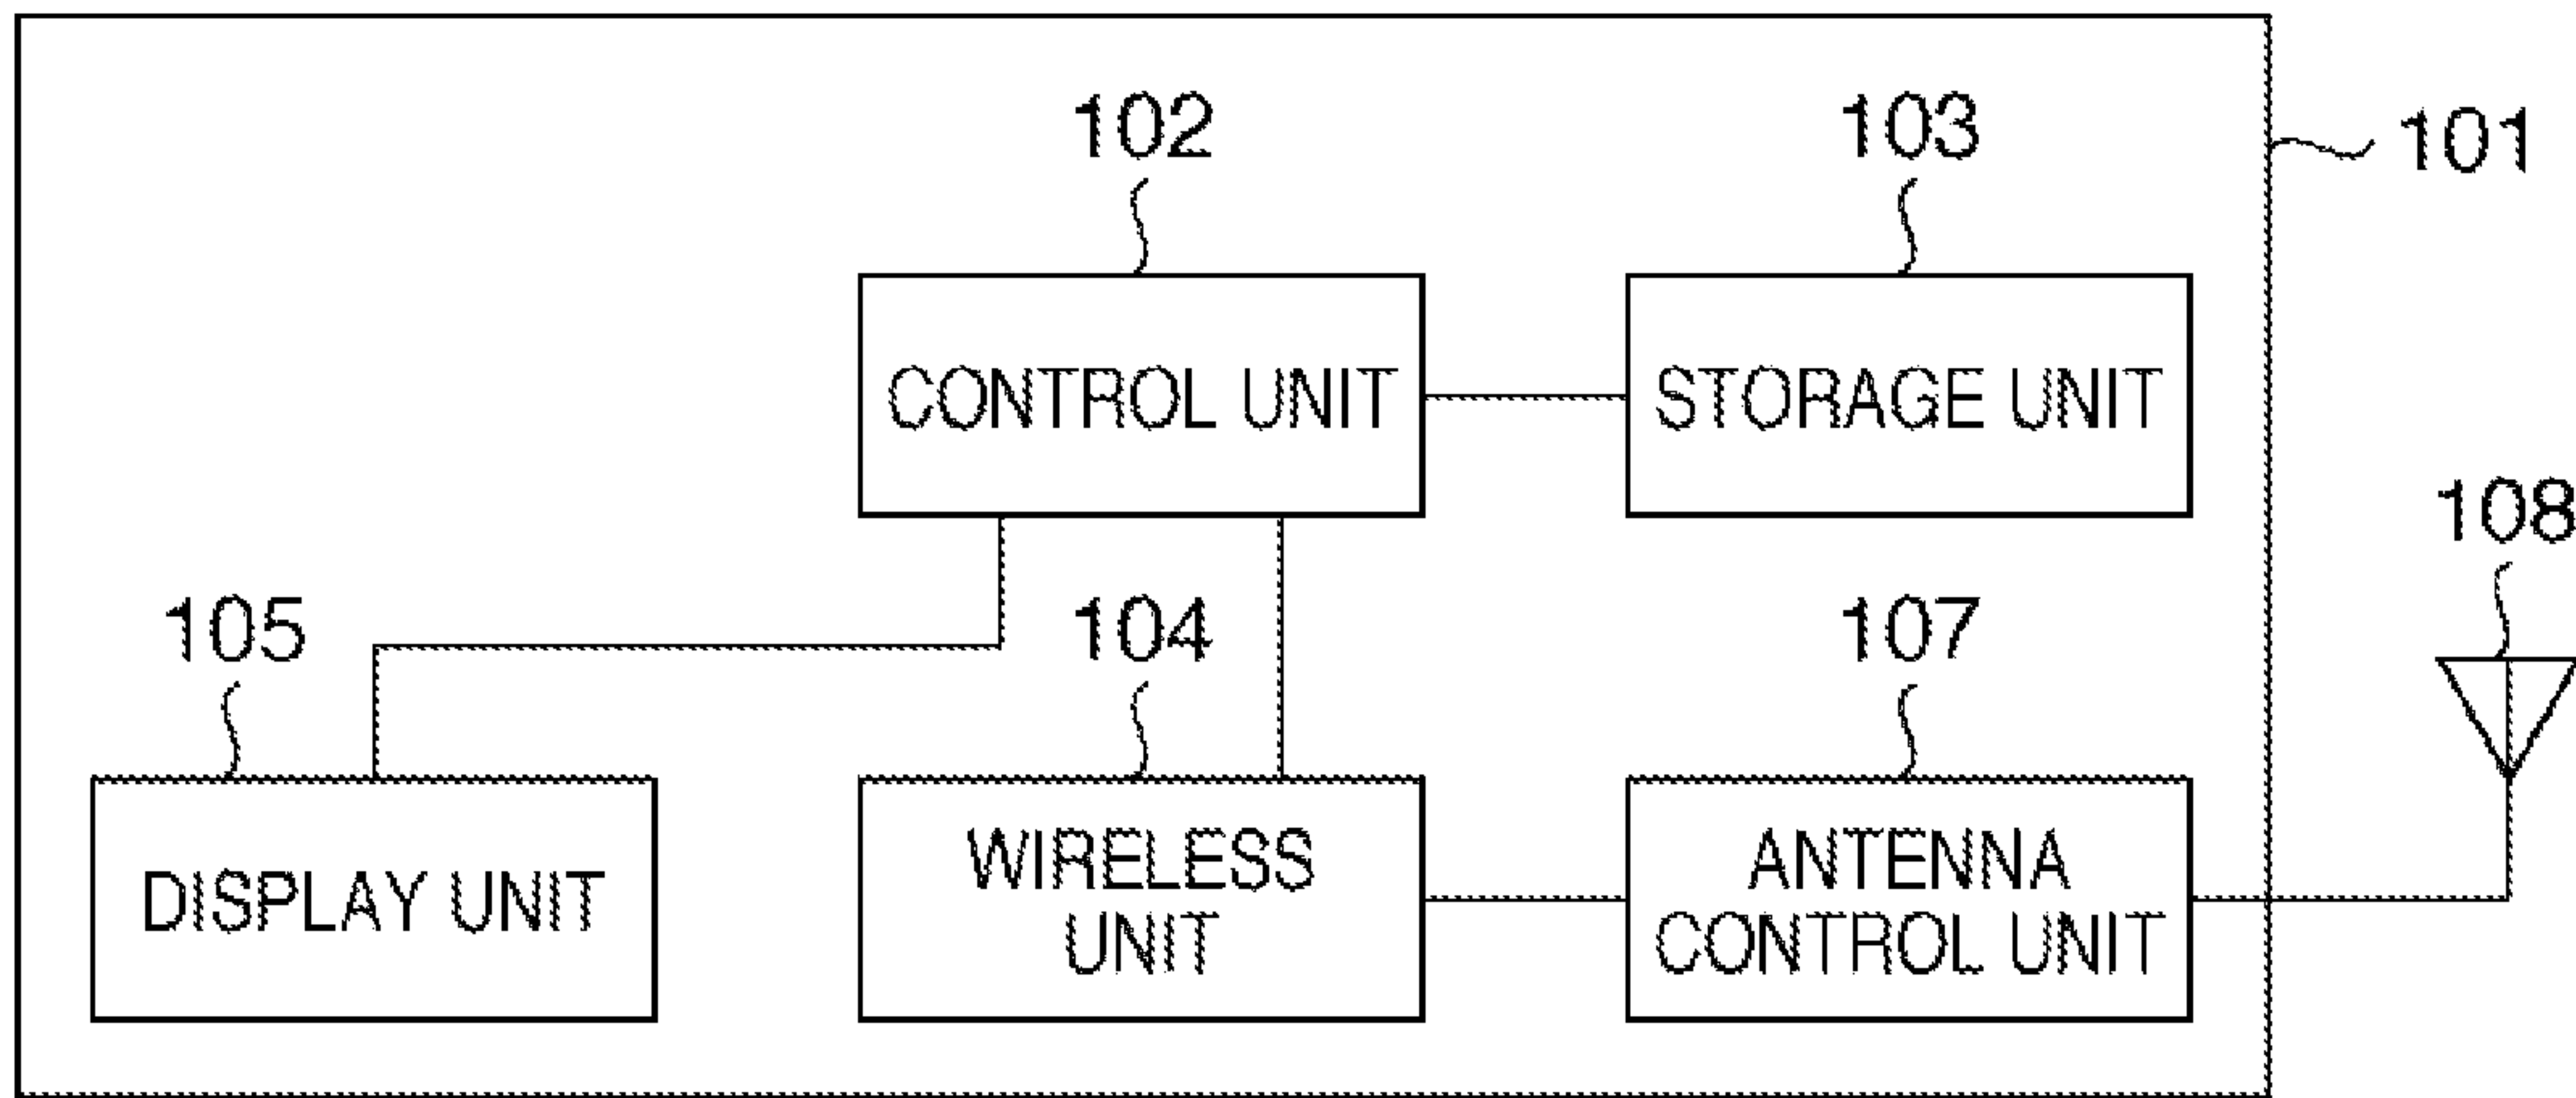 102
103
101
CONTROL UNIT
STORAGE UNIT
108
105
104
107
DISPLAY UNIT
WIRELESS
UNIT
ANTENNA
CONTROL UNIT